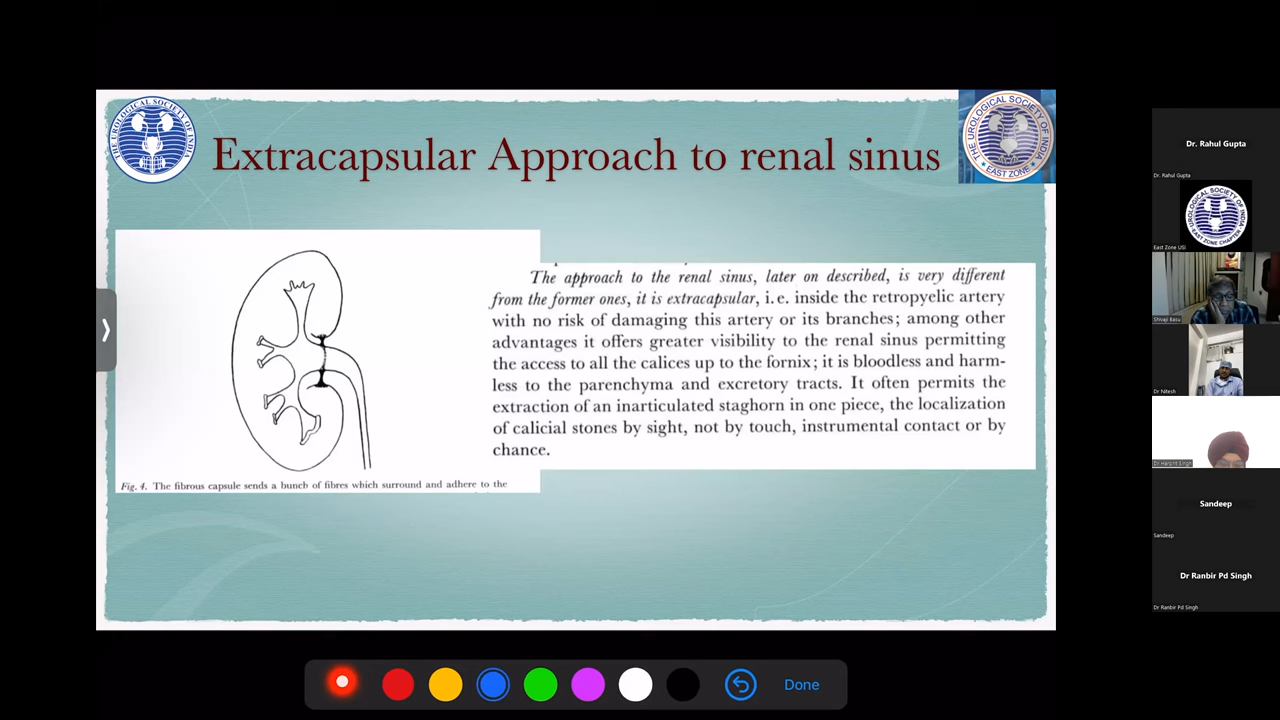 THE UROLOGICAL SOCIETY OF INDIA
Extracapsular Approach to renal sinus
THE UROLOGICAL SOCIETY OF INDIA
EAST ZONE
The approach to the renal sinus, later on described, is very different
from the former ones, it is extracapsular, i.e. inside the retropyelic artery
with no risk of damaging this artery or its branches; among other
advantages it offers greater visibility to the renal sinus permitting
the access to all the calices up to the fornix; it is bloodless and harm-
less to the parenchyma and excretory tracts. It often permits the
extraction of an inarticulated staghorn in one piece, the localization
of calicial stones by sight, not by touch, instrumental contact or by
chance.
Fig. 4. The fibrous capsule sends a bunch of fibres which surround and adhere to the
Dr. Rahul Gupta
Dr. Rahul Gupta
East Zone USI
Shivaji Basu
Dr Nitesh
Sandeep
Sandeep
Dr Ranbir Pd Singh
Dr Ranbir Pd Singh
Done